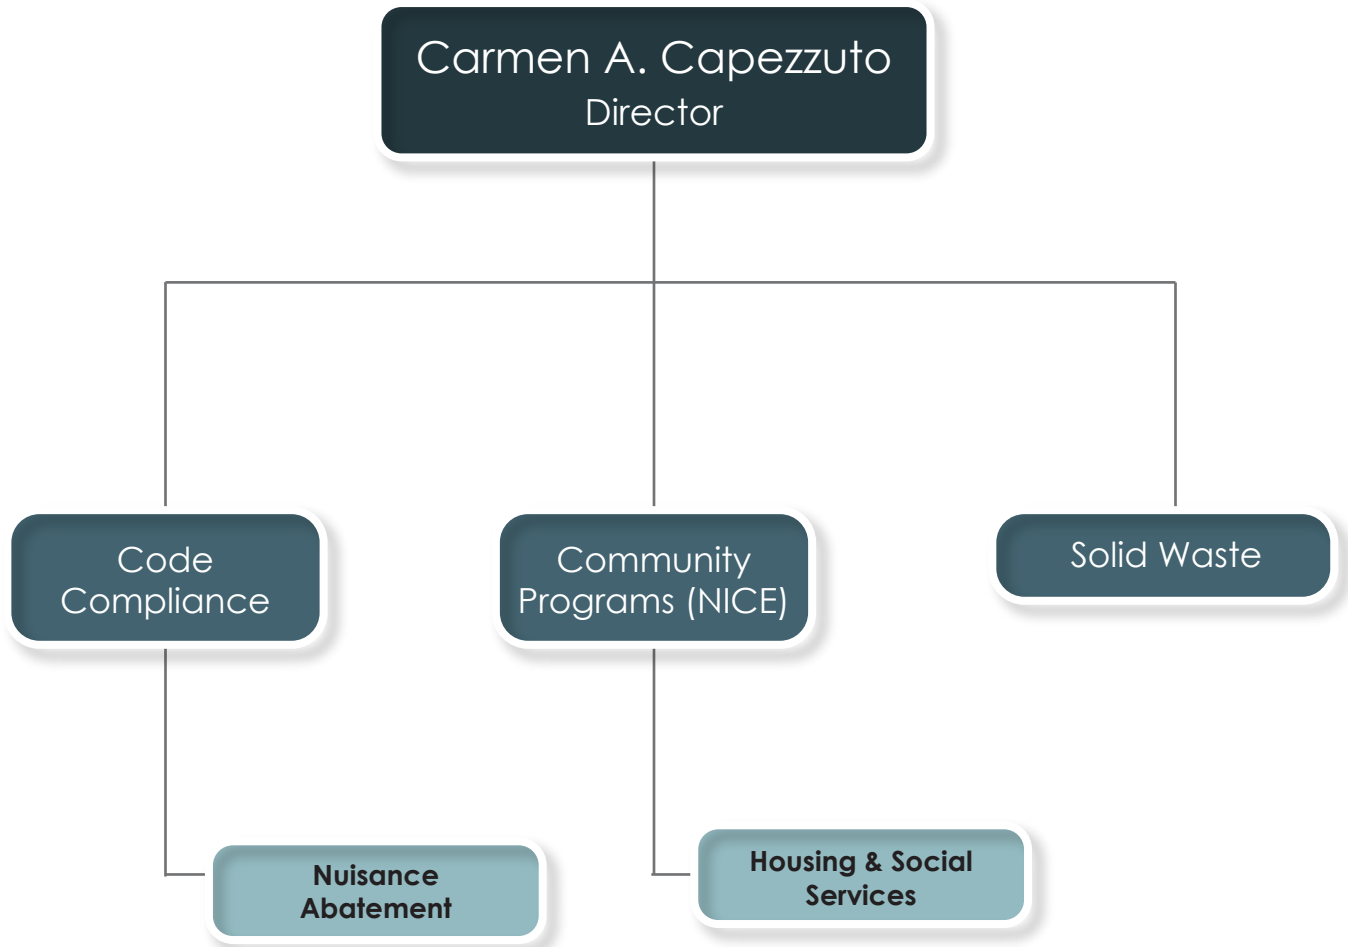 Carmen A. Capezzuto
Director
Code
Compliance
Community
Programs (NICE)
Solid Waste
Nuisance
Abatement
Housing & Social
Services